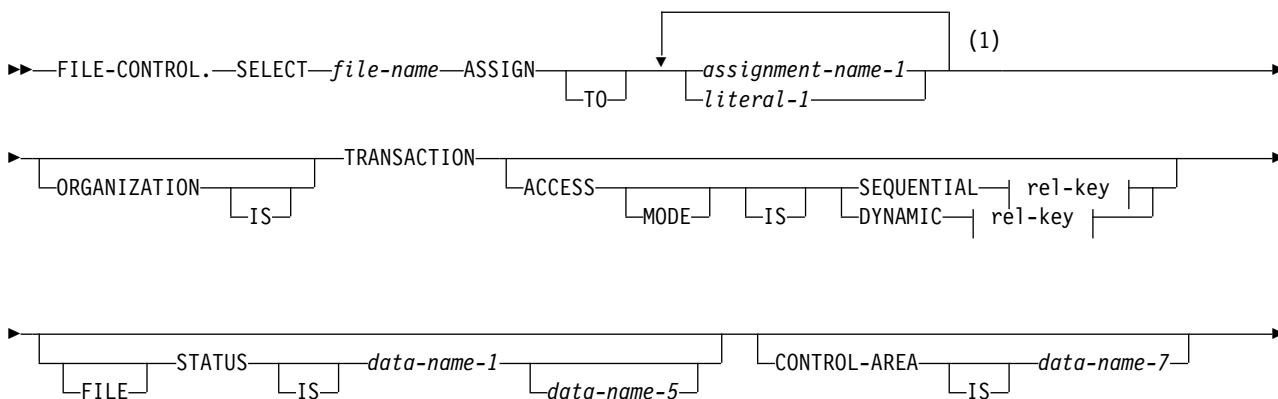 (1)
FILE-CONTROL. SELECT file-name ASSIGN TO assignment-name-1
literal-1
ORGANIZATION IS TRANSACTION ACCESS MODE IS SEQUENTIAL rel-key
DYNAMIC rel-key
FILE STATUS IS data-name-1 data-name-5 CONTROL-AREA IS data-name-7